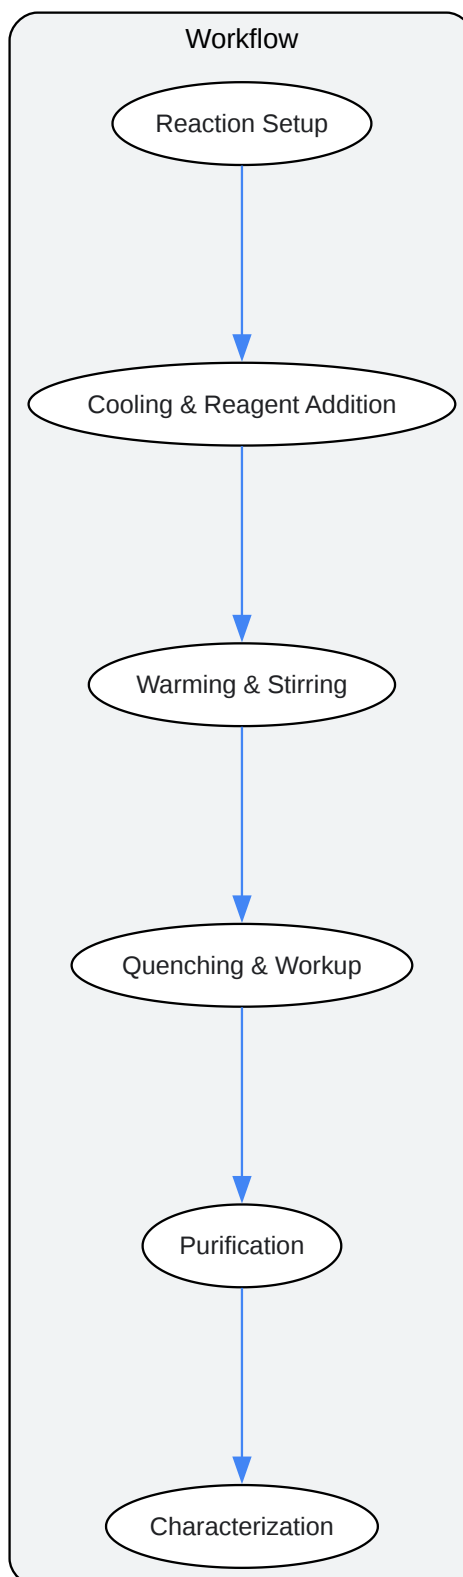 Workflow
Reaction Setup
Cooling & Reagent Addition
Warming & Stirring
Quenching & Workup
Purification
Characterization